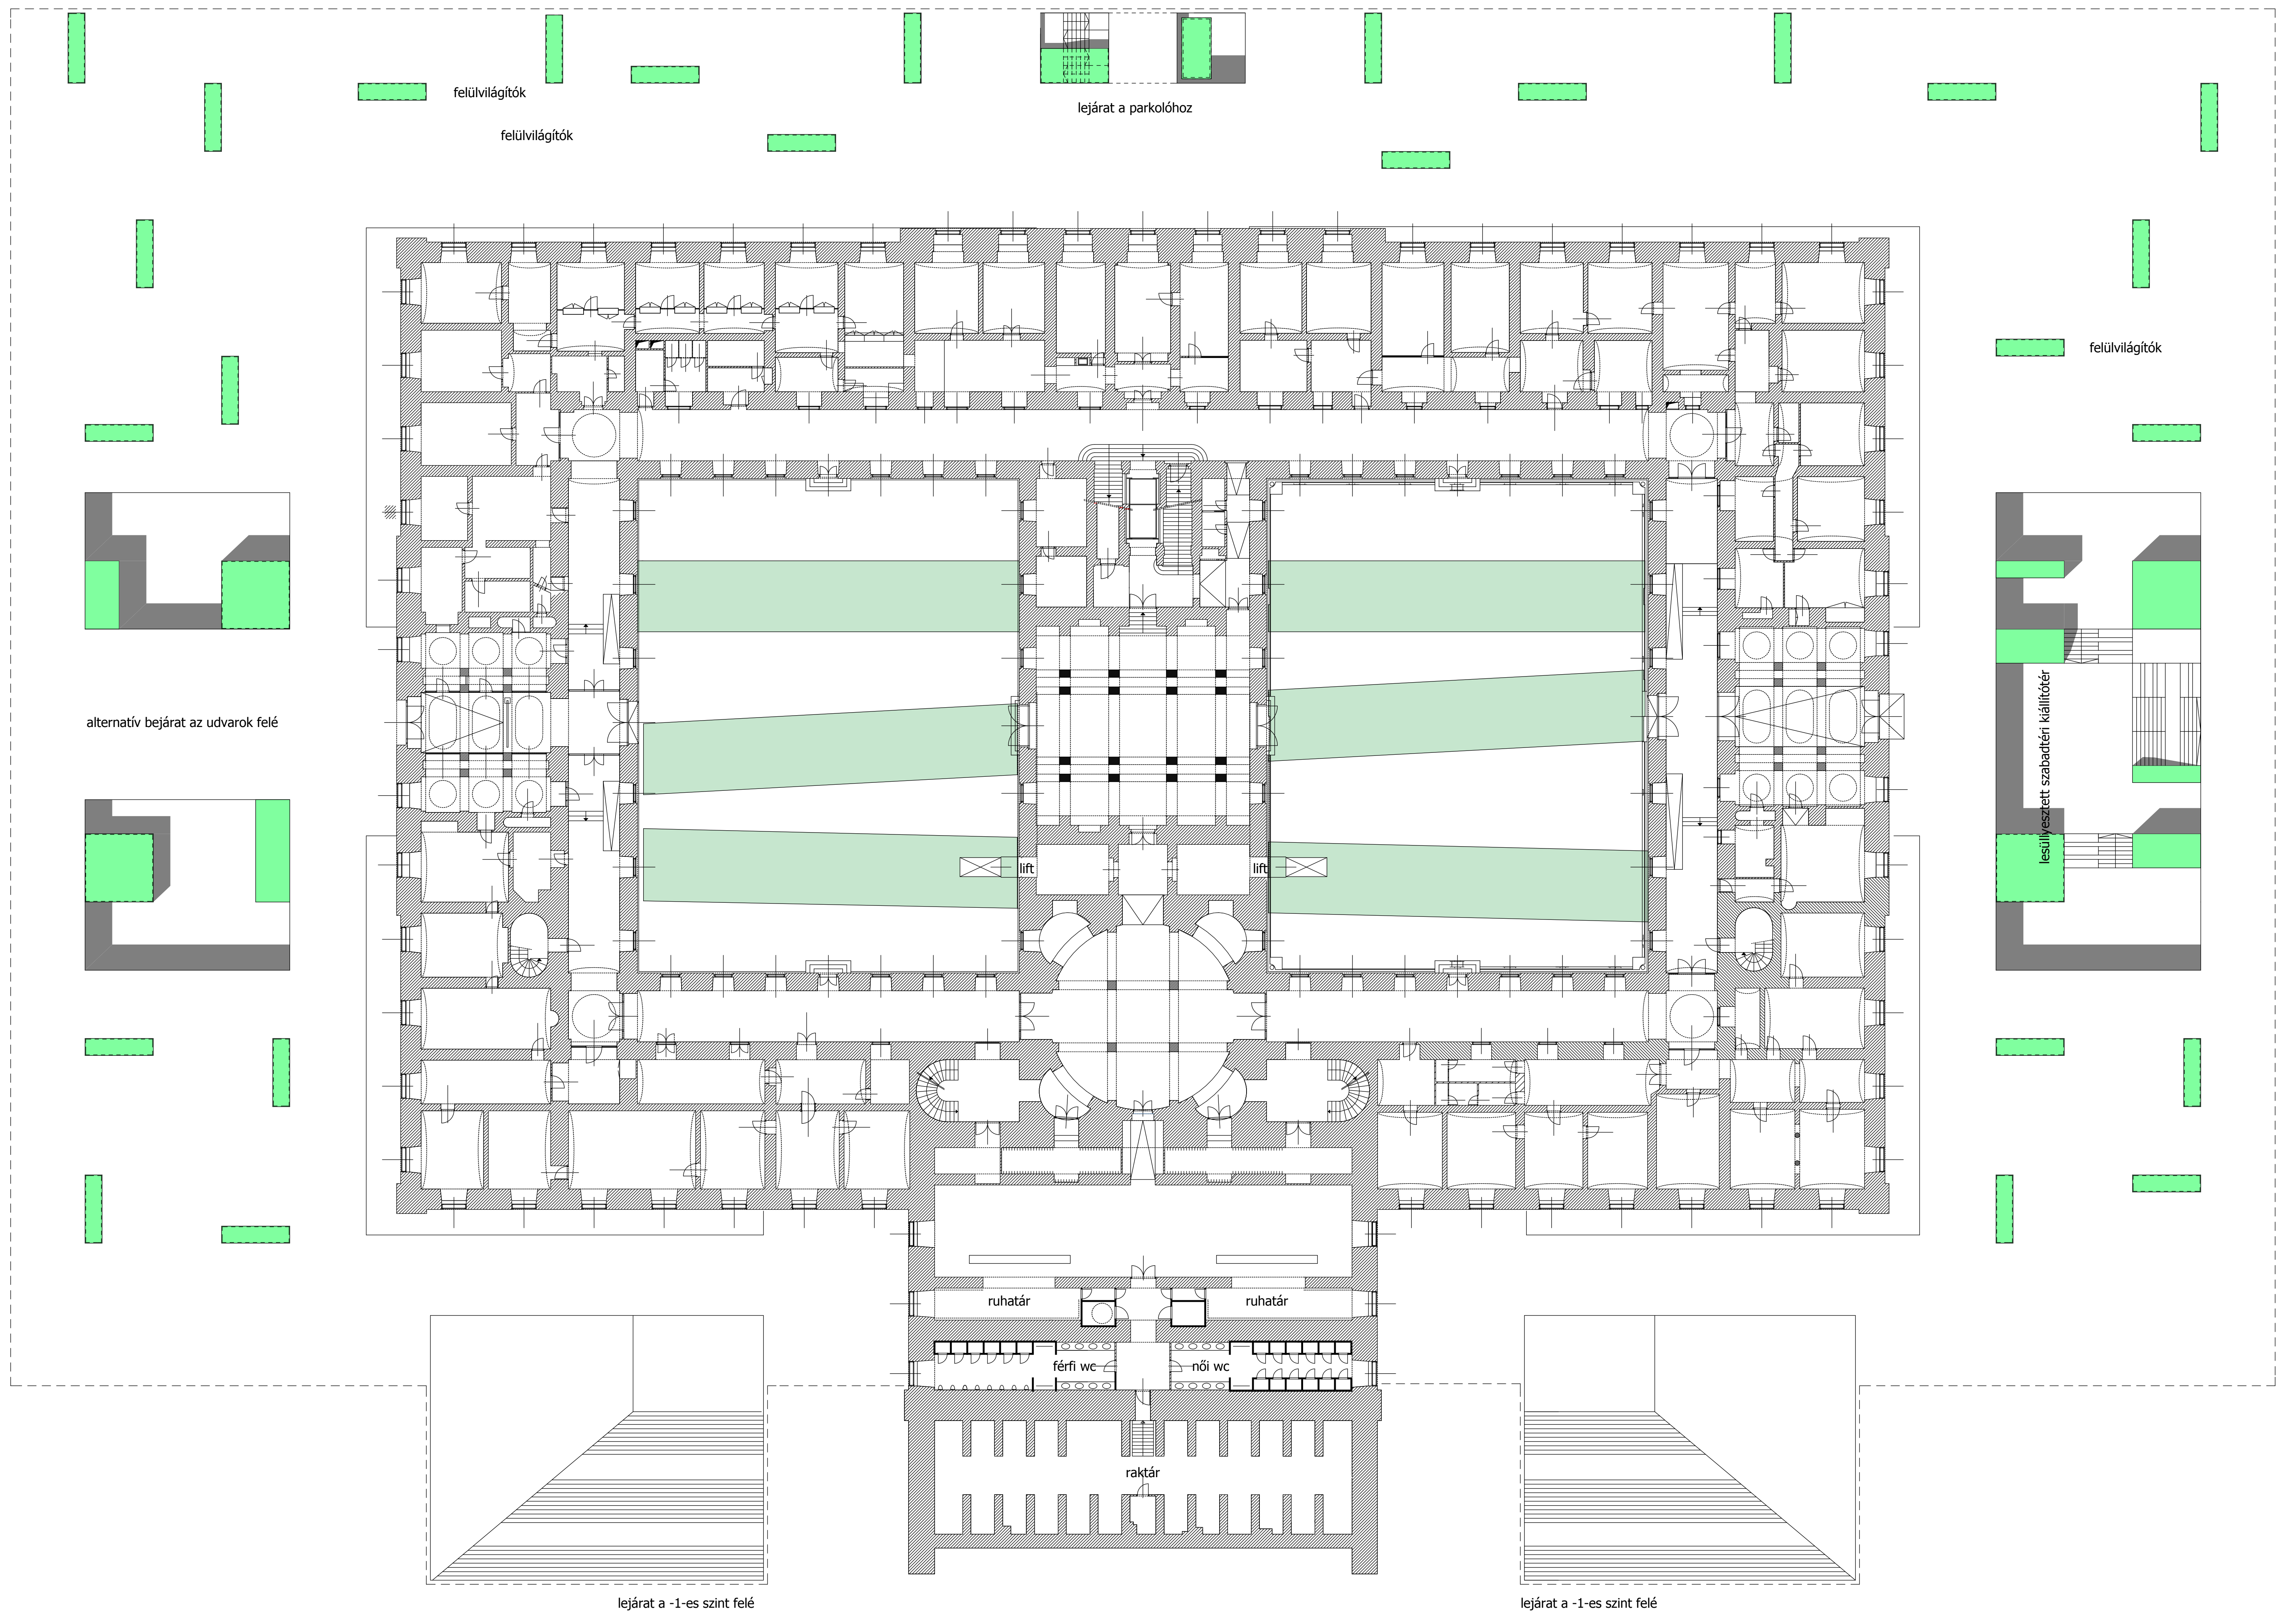 felülvilágítók
lejárat a parkolóhoz
felülvilágítók
felülvilágítók
alternatív bejárat az udvarok felé
lesüllyesztett szabadtéri kiállítótér
lift
lift
ruhatár
ruhatár
férfi wc
női wc
raktár
lejárat a -1-es szint felé
lejárat a -1-es szint felé